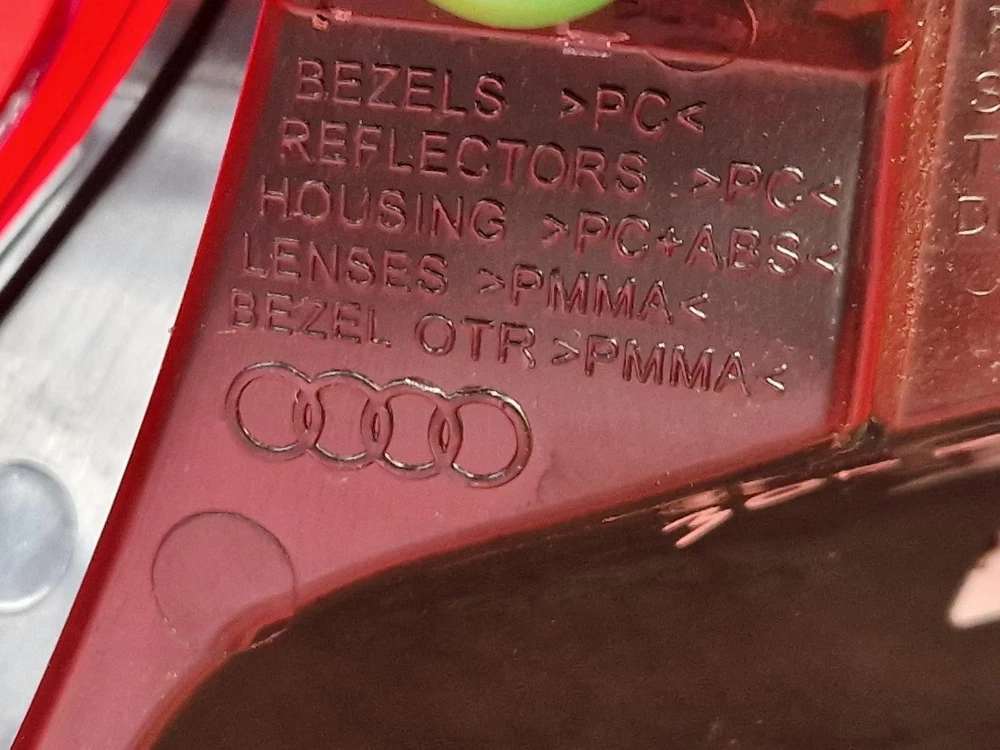 BEZELS >PC<
REFLECTORS >PC<
HOUSING >PC+ABS<
LENSES >PMMA<
BEZEL OTR >PMMA<
S
T
D